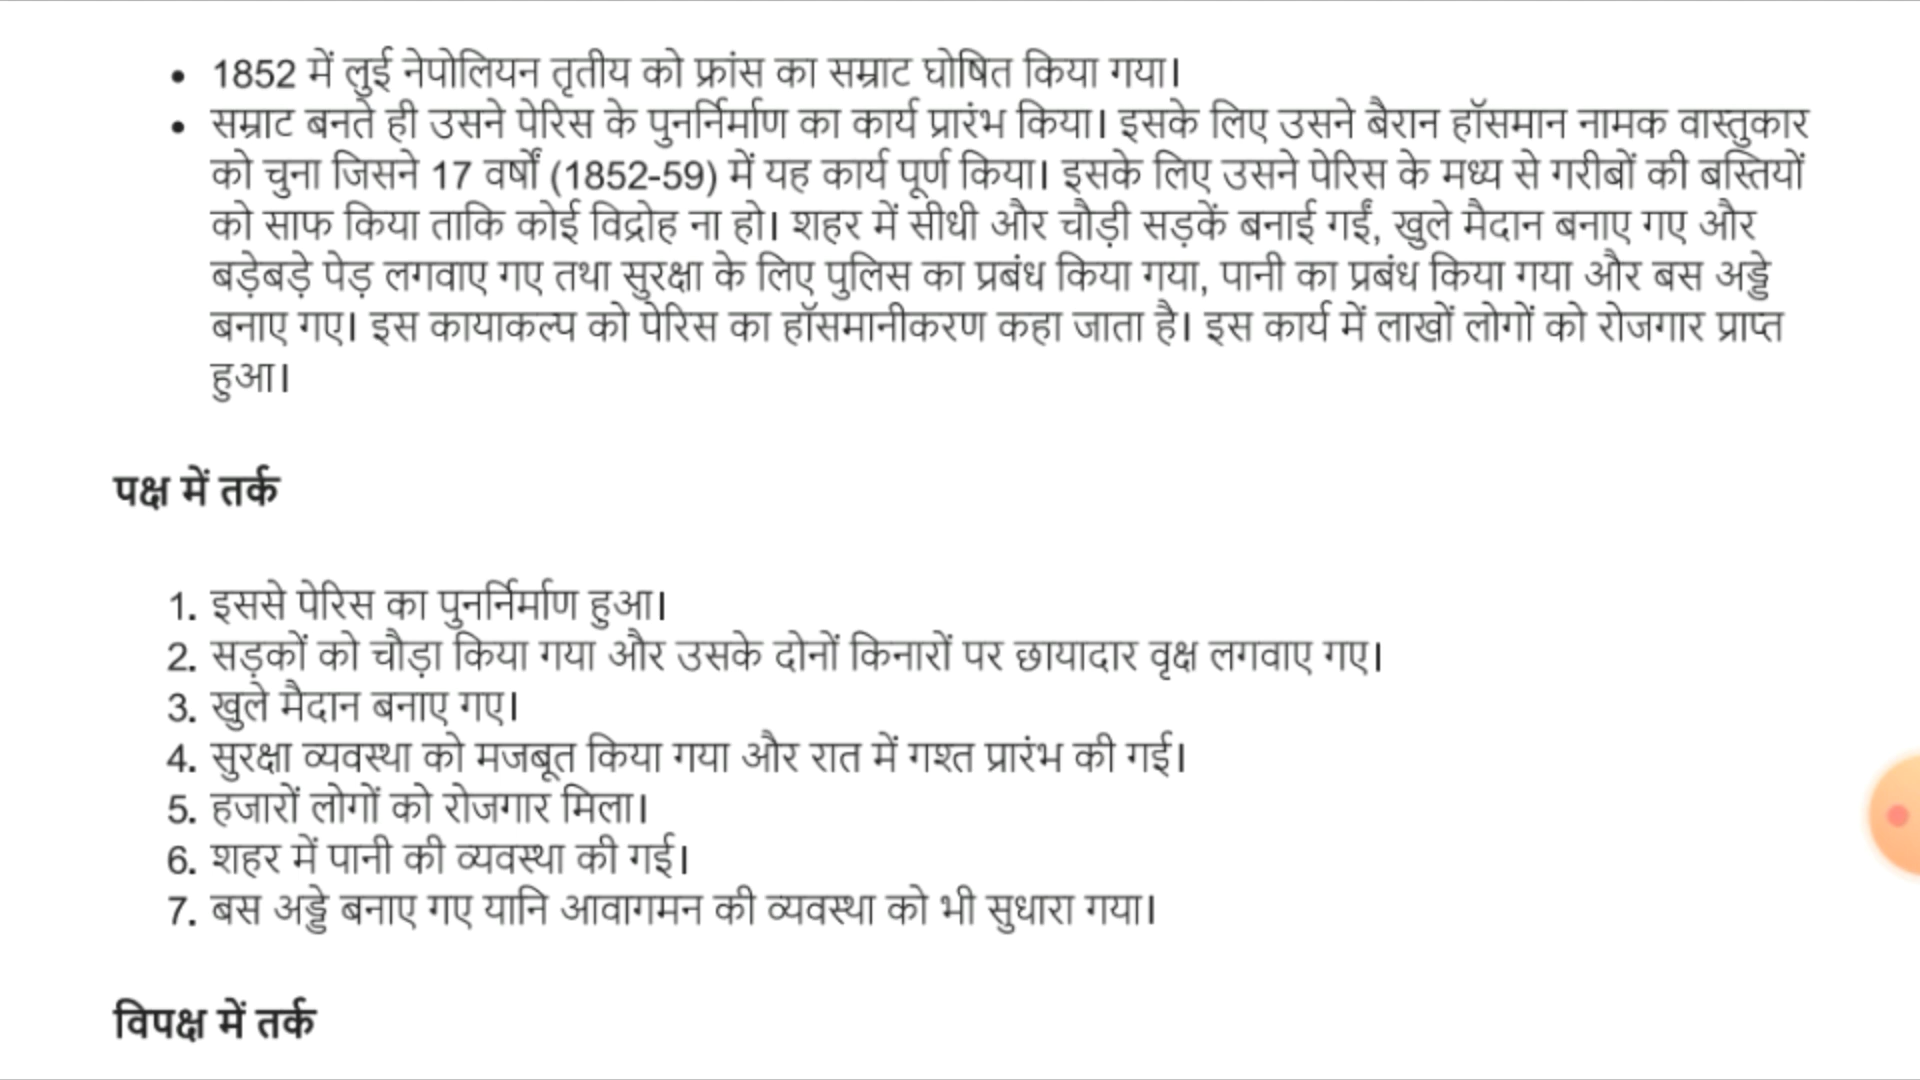 • 1852 में लुई नेपोलियन तृतीय को फ्रांस का सम्राट घोषित किया गया।
• सम्राट बनते ही उसने पेरिस के पुनर्निर्माण का कार्य प्रारंभ किया। इसके लिए उसने बैरान हॉसमान नामक वास्तुकार
को चुना जिसने 17 वर्षों (1852-59) में यह कार्य पूर्ण किया। इसके लिए उसने पेरिस के मध्य से गरीबों की बस्तियों
को साफ किया ताकि कोई विद्रोह ना हो। शहर में सीधी और चौड़ी सड़कें बनाई गईं, खुले मैदान बनाए गए और
बड़ेबड़े पेड़ लगवाए गए तथा सुरक्षा के लिए पुलिस का प्रबंध किया गया, पानी का प्रबंध किया गया और बस अड्डे
बनाए गए। इस कायाकल्प को पेरिस का हॉसमानीकरण कहा जाता है। इस कार्य में लाखों लोगों को रोजगार प्राप्त
हुआ।
पक्ष में तर्क
1. इससे पेरिस का पुनर्निर्माण हुआ।
2. सड़कों को चौड़ा किया गया और उसके दोनों किनारों पर छायादार वृक्ष लगवाए गए।
3. खुले मैदान बनाए गए।
4. सुरक्षा व्यवस्था को मजबूत किया गया और रात में गश्त प्रारंभ की गई।
5. हजारों लोगों को रोजगार मिला।
6. शहर में पानी की व्यवस्था की गई।
7. बस अड्डे बनाए गए यानि आवागमन की व्यवस्था को भी सुधारा गया।
विपक्ष में तर्क